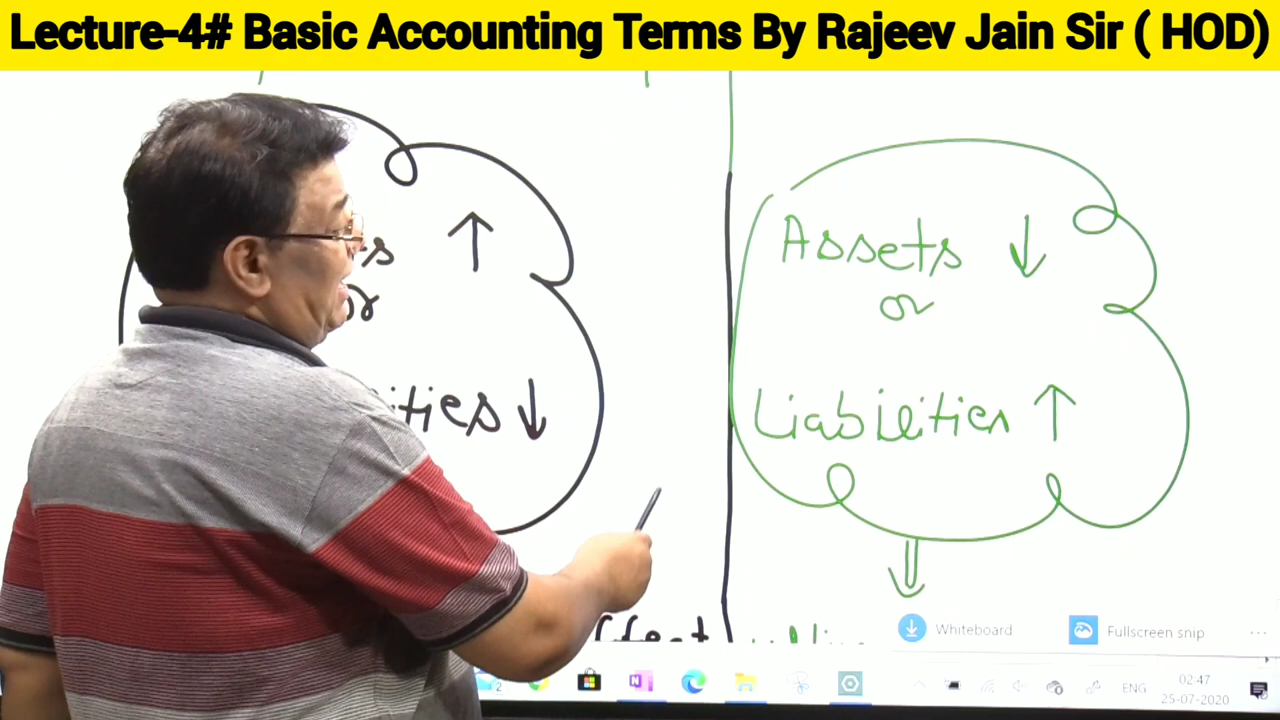 Lecture-4# Basic Accounting Terms By Rajeev Jain Sir ( HOD)
Assets ↓
or
Liabilities ↑
↑
or
↓
Whiteboard
Fullscreen snip
ENG
02:47
25-07-2020